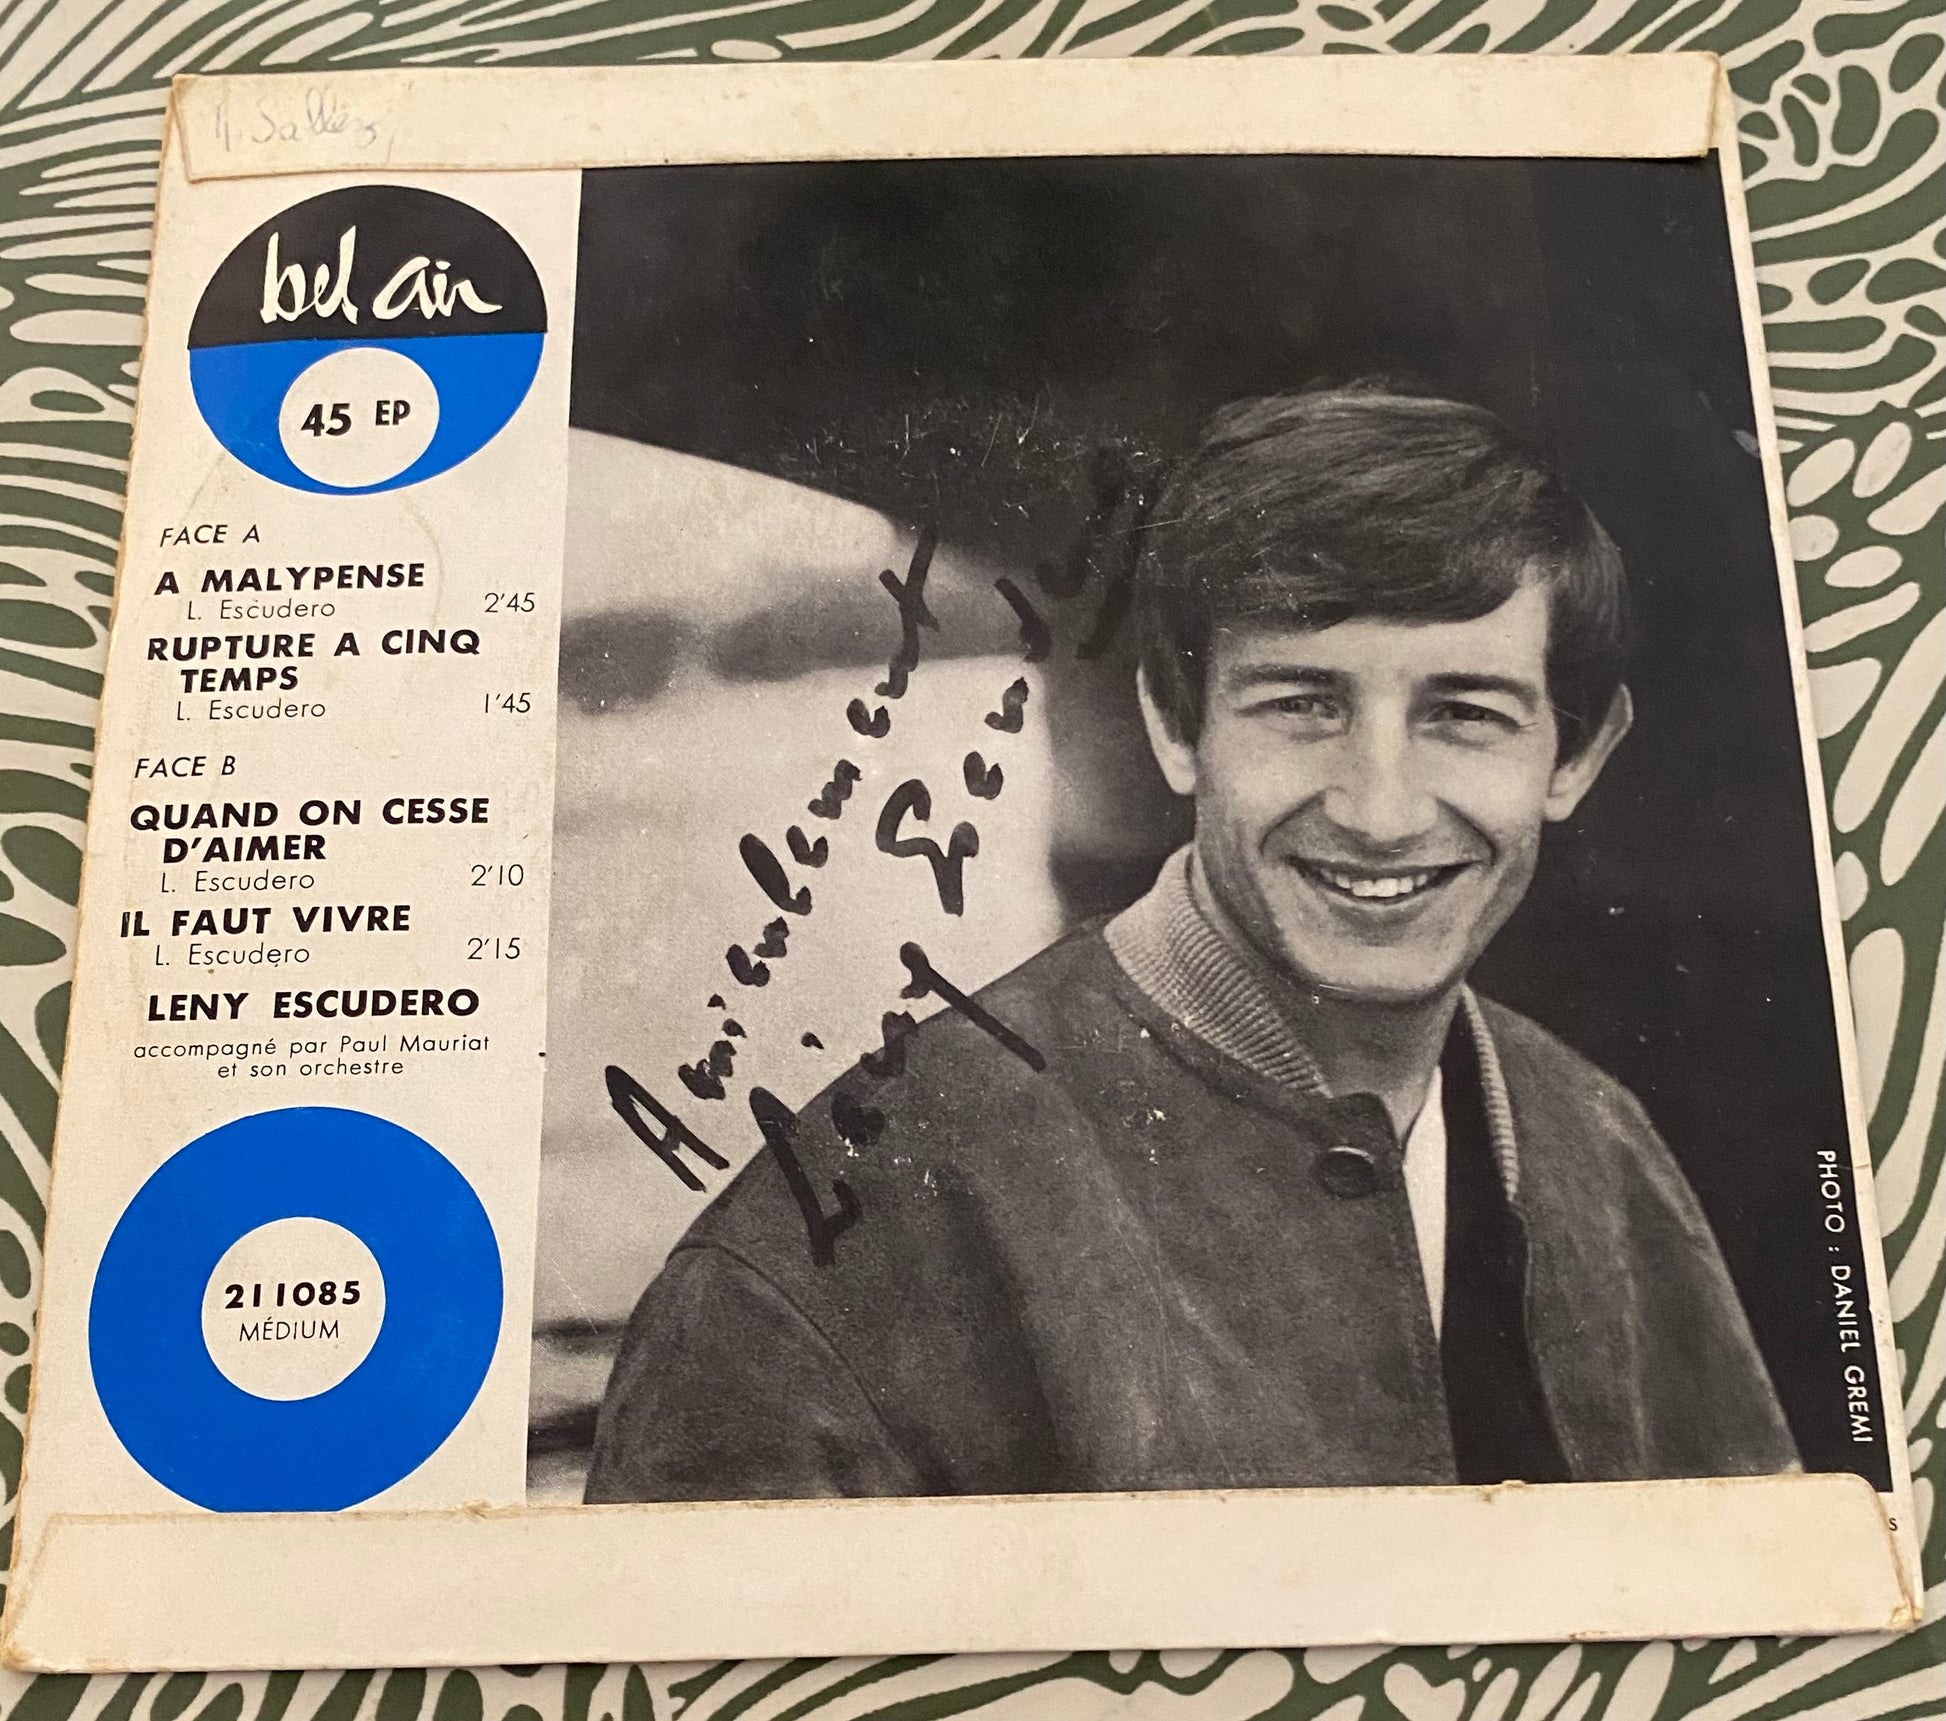 bel air
45 EP
FACE A
A MALYPENSE
L. Escudero 2'45
RUPTURE A CINQ
TEMPS
L. Escudero 1'45
FACE B
QUAND ON CESSE
D'AIMER
L. Escudero 2'10
IL FAUT VIVRE
L. Escudero 2'15
LENY ESCUDERO
accompagné par Paul Mauriat
et son orchestre
211085
MÉDIUM
Amicalement
Leny
PHOTO : DANIEL GREMI
S